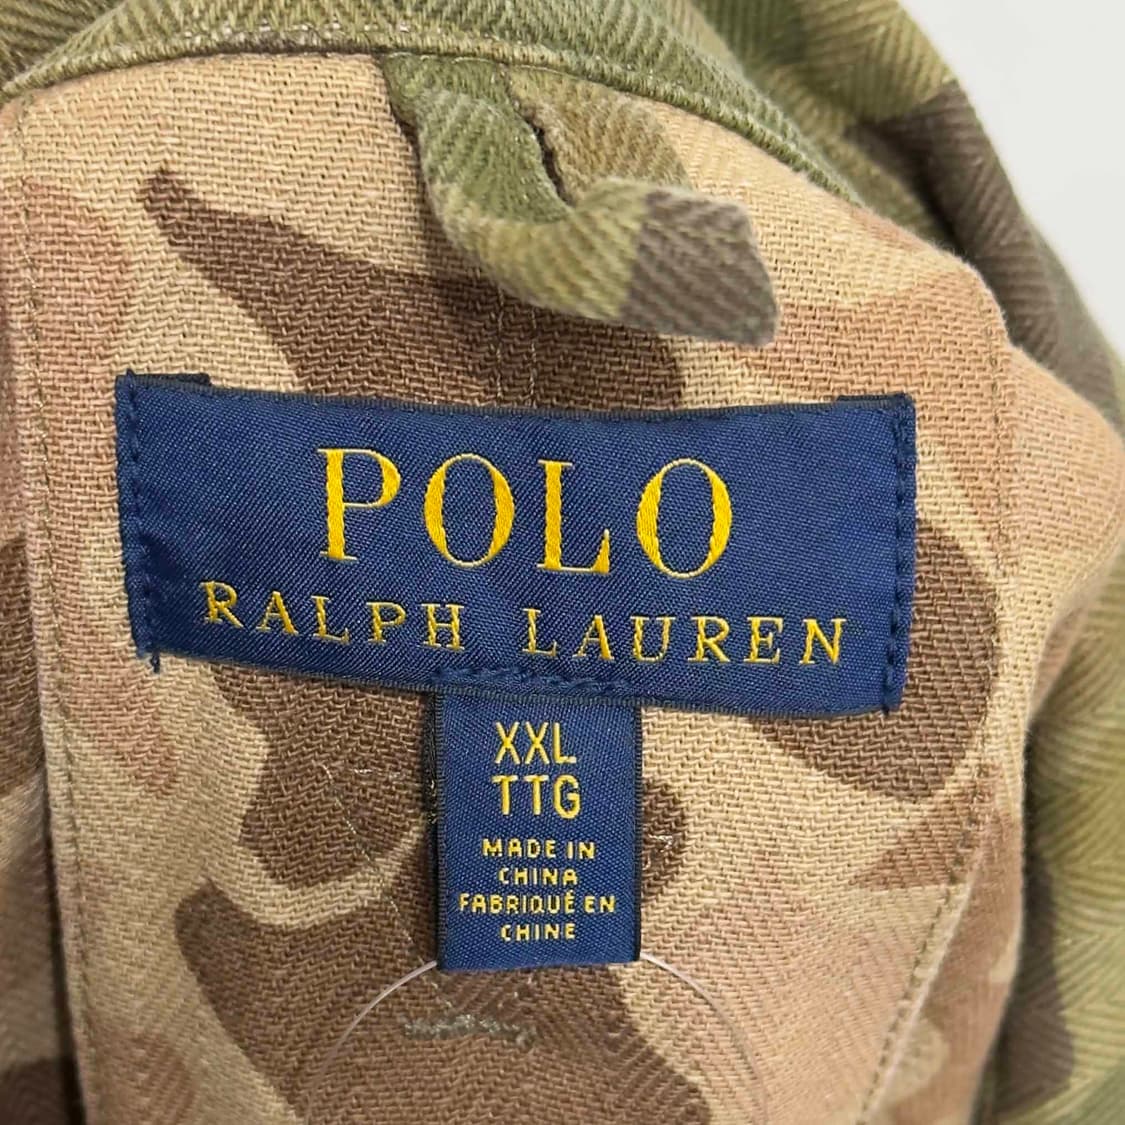 POLO
RALPH LAUREN
XXL
TTG
MADE IN
CHINA
FABRIQUÉ EN
CHINE